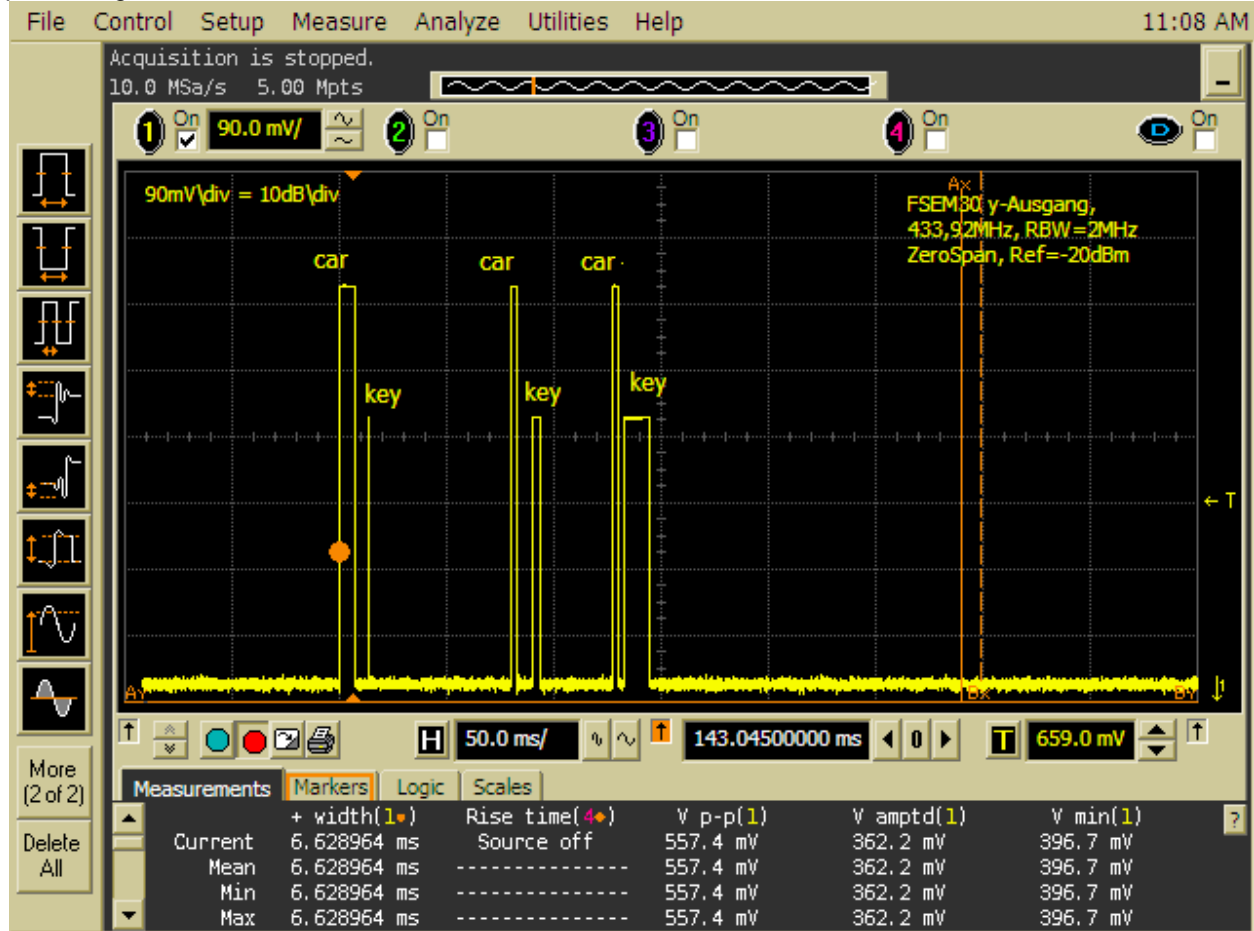 File Control Setup Measure Analyze Utilities Help 11:08 AM
Acquisition is stopped.
10.0 MSa/s 5.00 Mpts
1 On 90.0 mV/ 2 On 3 On 4 On D On
90mV\div = 10dB\div
Ax
FSEM30 y-Ausgang,
433,92MHz, RBW=2MHz
ZeroSpan, Ref=-20dBm
car car car
key key key
T
Ay Bx By
H 50.0 ms/ 143.04500000 ms 0 T 659.0 mV
More
(2 of 2)
Delete
All
Measurements Markers Logic Scales
+ width(1) Rise time(4) V p-p(1) V amptd(1) V min(1) ?
Current 6.628964 ms Source off 557.4 mV 362.2 mV 396.7 mV
Mean 6.628964 ms --------------- 557.4 mV 362.2 mV 396.7 mV
Min 6.628964 ms --------------- 557.4 mV 362.2 mV 396.7 mV
Max 6.628964 ms --------------- 557.4 mV 362.2 mV 396.7 mV